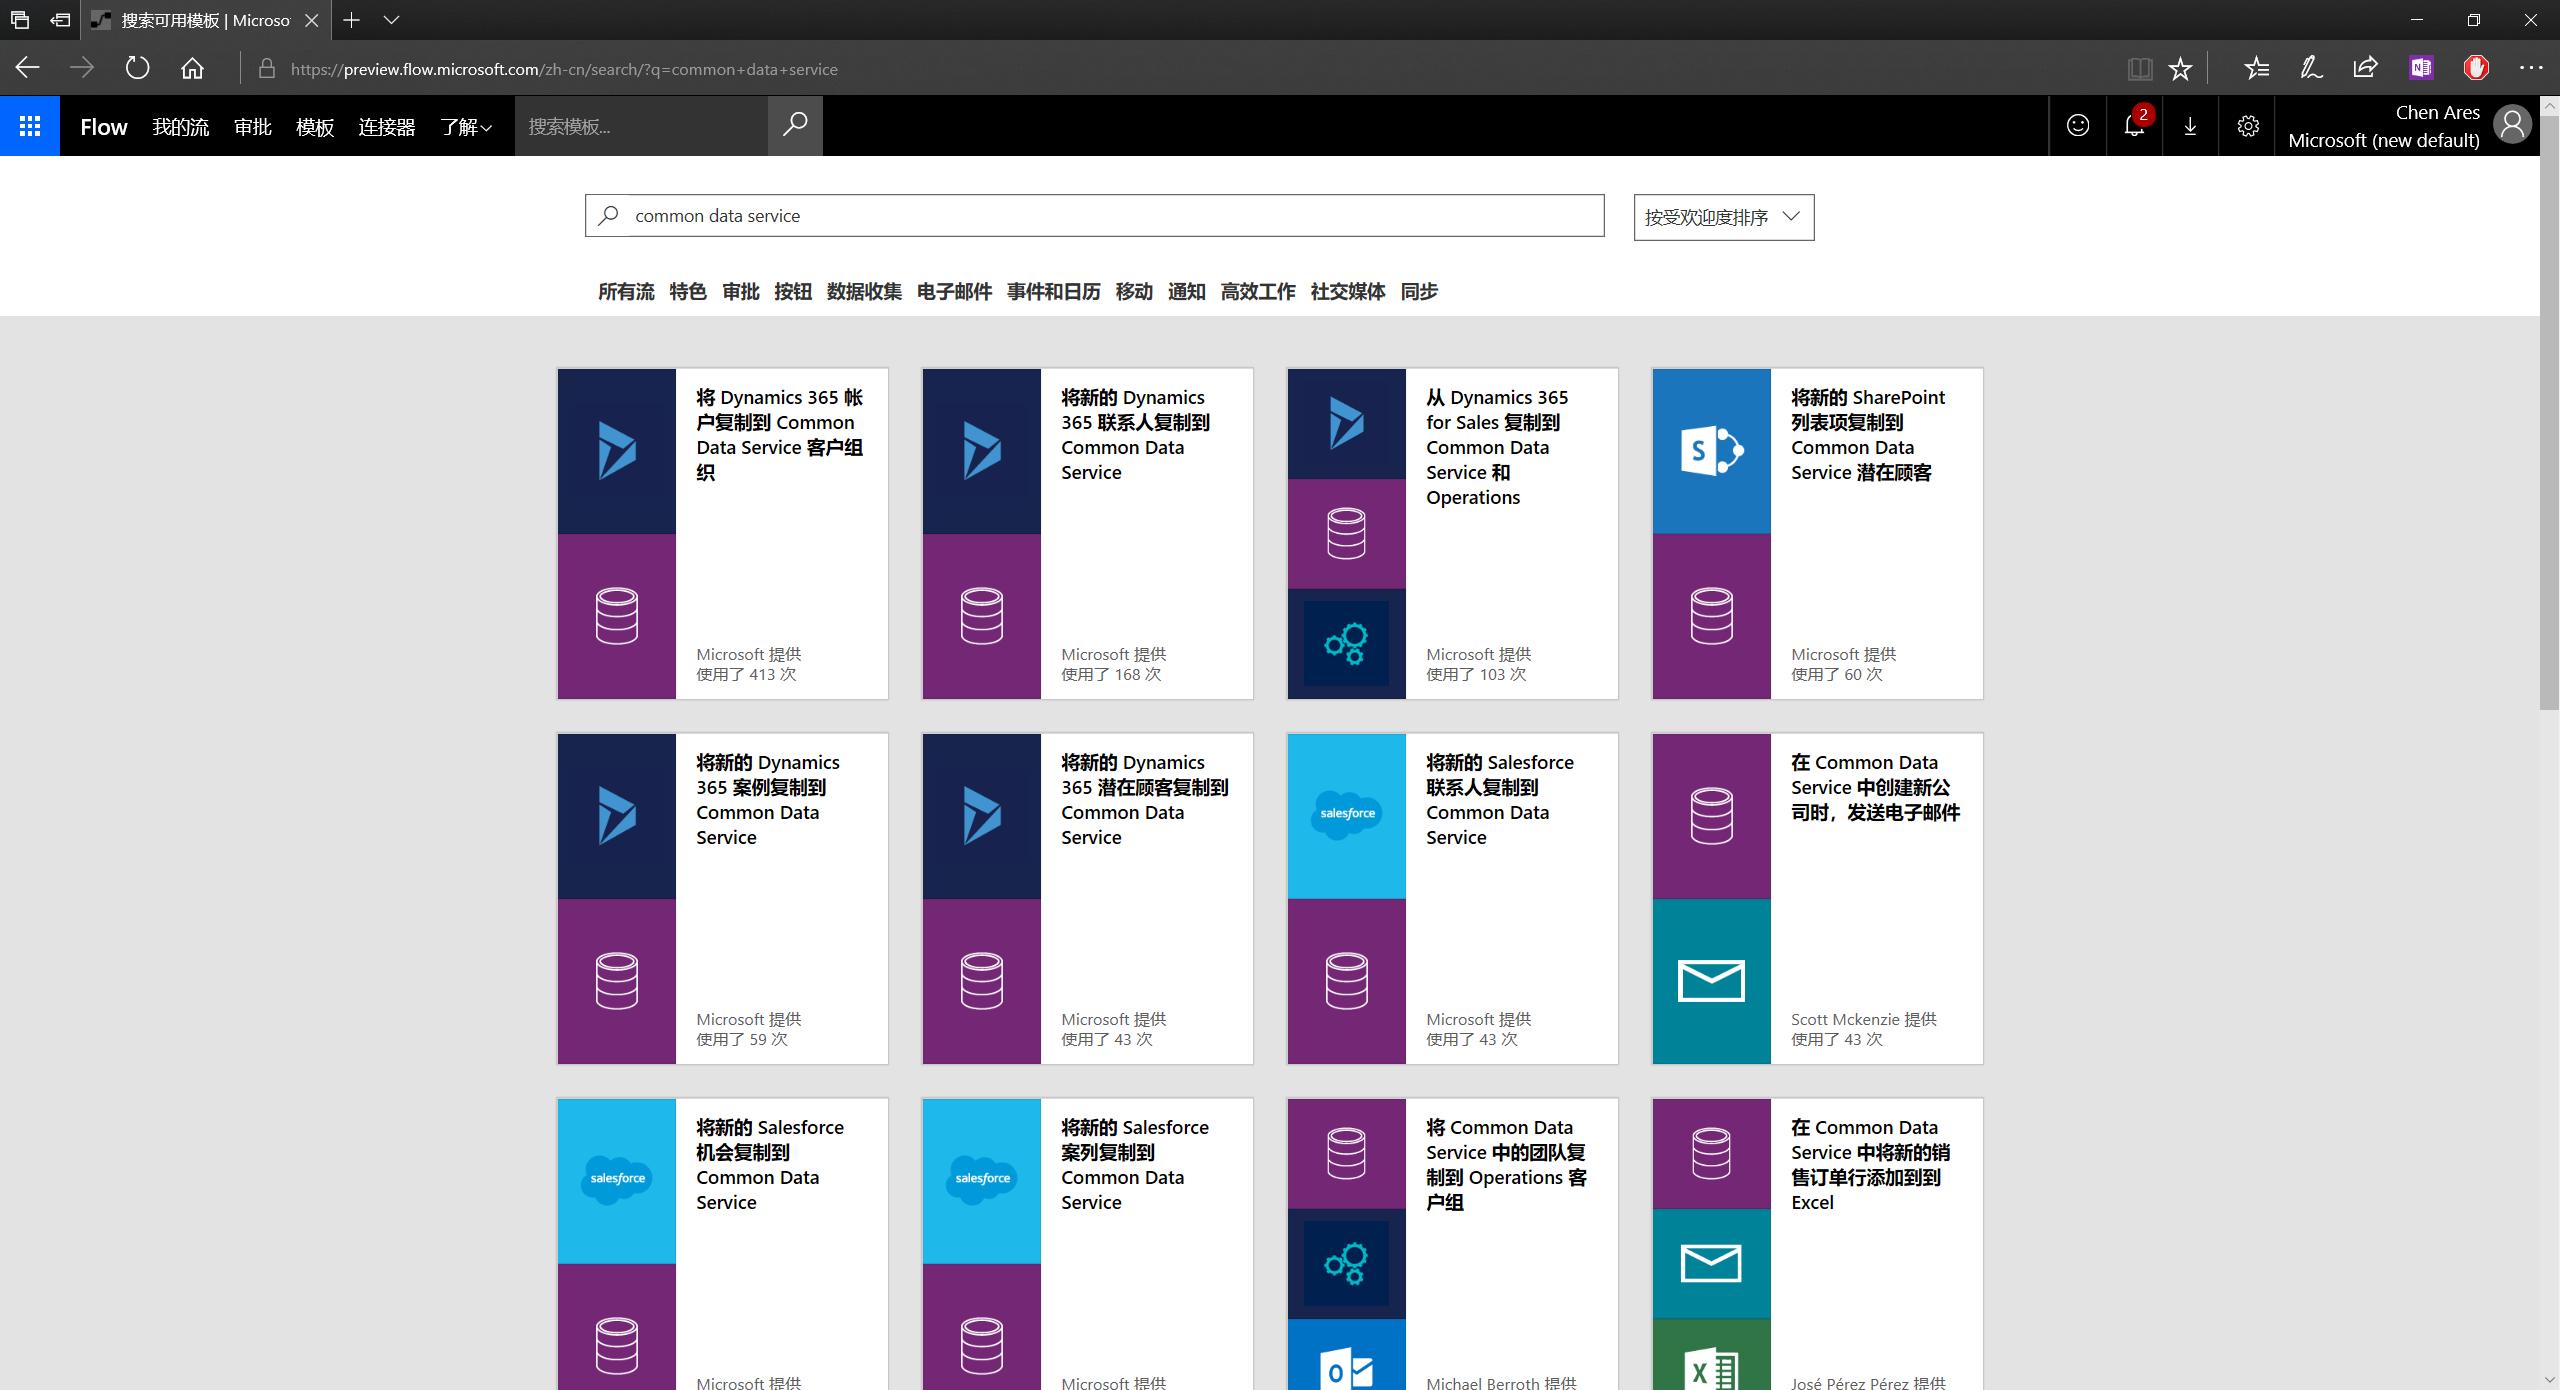 搜索可用模板 | Microso
https://preview.flow.microsoft.com/zh-cn/search/?q=common+data+service
Flow 我的流 审批 模板 连接器 了解 搜索模板...
2
Chen Ares
Microsoft (new default)
common data service
按受欢迎度排序
所有流 特色 审批 按钮 数据收集 电子邮件 事件和日历 移动 通知 高效工作 社交媒体 同步
将 Dynamics 365 帐
户复制到 Common
Data Service 客户组
织
Microsoft 提供
使用了 413 次
将新的 Dynamics
365 联系人复制到
Common Data
Service
Microsoft 提供
使用了 168 次
从 Dynamics 365
for Sales 复制到
Common Data
Service 和
Operations
Microsoft 提供
使用了 103 次
S
将新的 SharePoint
列表项复制到
Common Data
Service 潜在顾客
Microsoft 提供
使用了 60 次
将新的 Dynamics
365 案例复制到
Common Data
Service
Microsoft 提供
使用了 59 次
将新的 Dynamics
365 潜在顾客复制到
Common Data
Service
Microsoft 提供
使用了 43 次
salesforce
将新的 Salesforce
联系人复制到
Common Data
Service
Microsoft 提供
使用了 43 次
在 Common Data
Service 中创建新公
司时，发送电子邮件
Scott Mckenzie 提供
使用了 43 次
salesforce
将新的 Salesforce
机会复制到
Common Data
Service
Microsoft 提供
salesforce
将新的 Salesforce
案列复制到
Common Data
Service
Microsoft 提供
将 Common Data
Service 中的团队复
制到 Operations 客
户组
Michael Berroth 提供
在 Common Data
Service 中将新的销
售订单行添加到到
Excel
José Pérez Pérez 提供